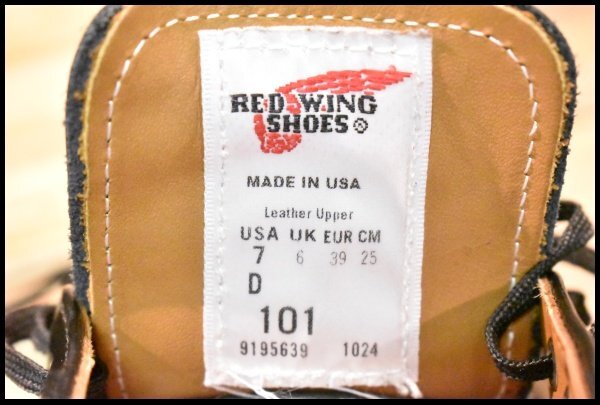 RED WING
SHOES ®
MADE IN USA
Leather Upper
USA UK EUR CM
7 6 39 25
D
101
9195639 1024